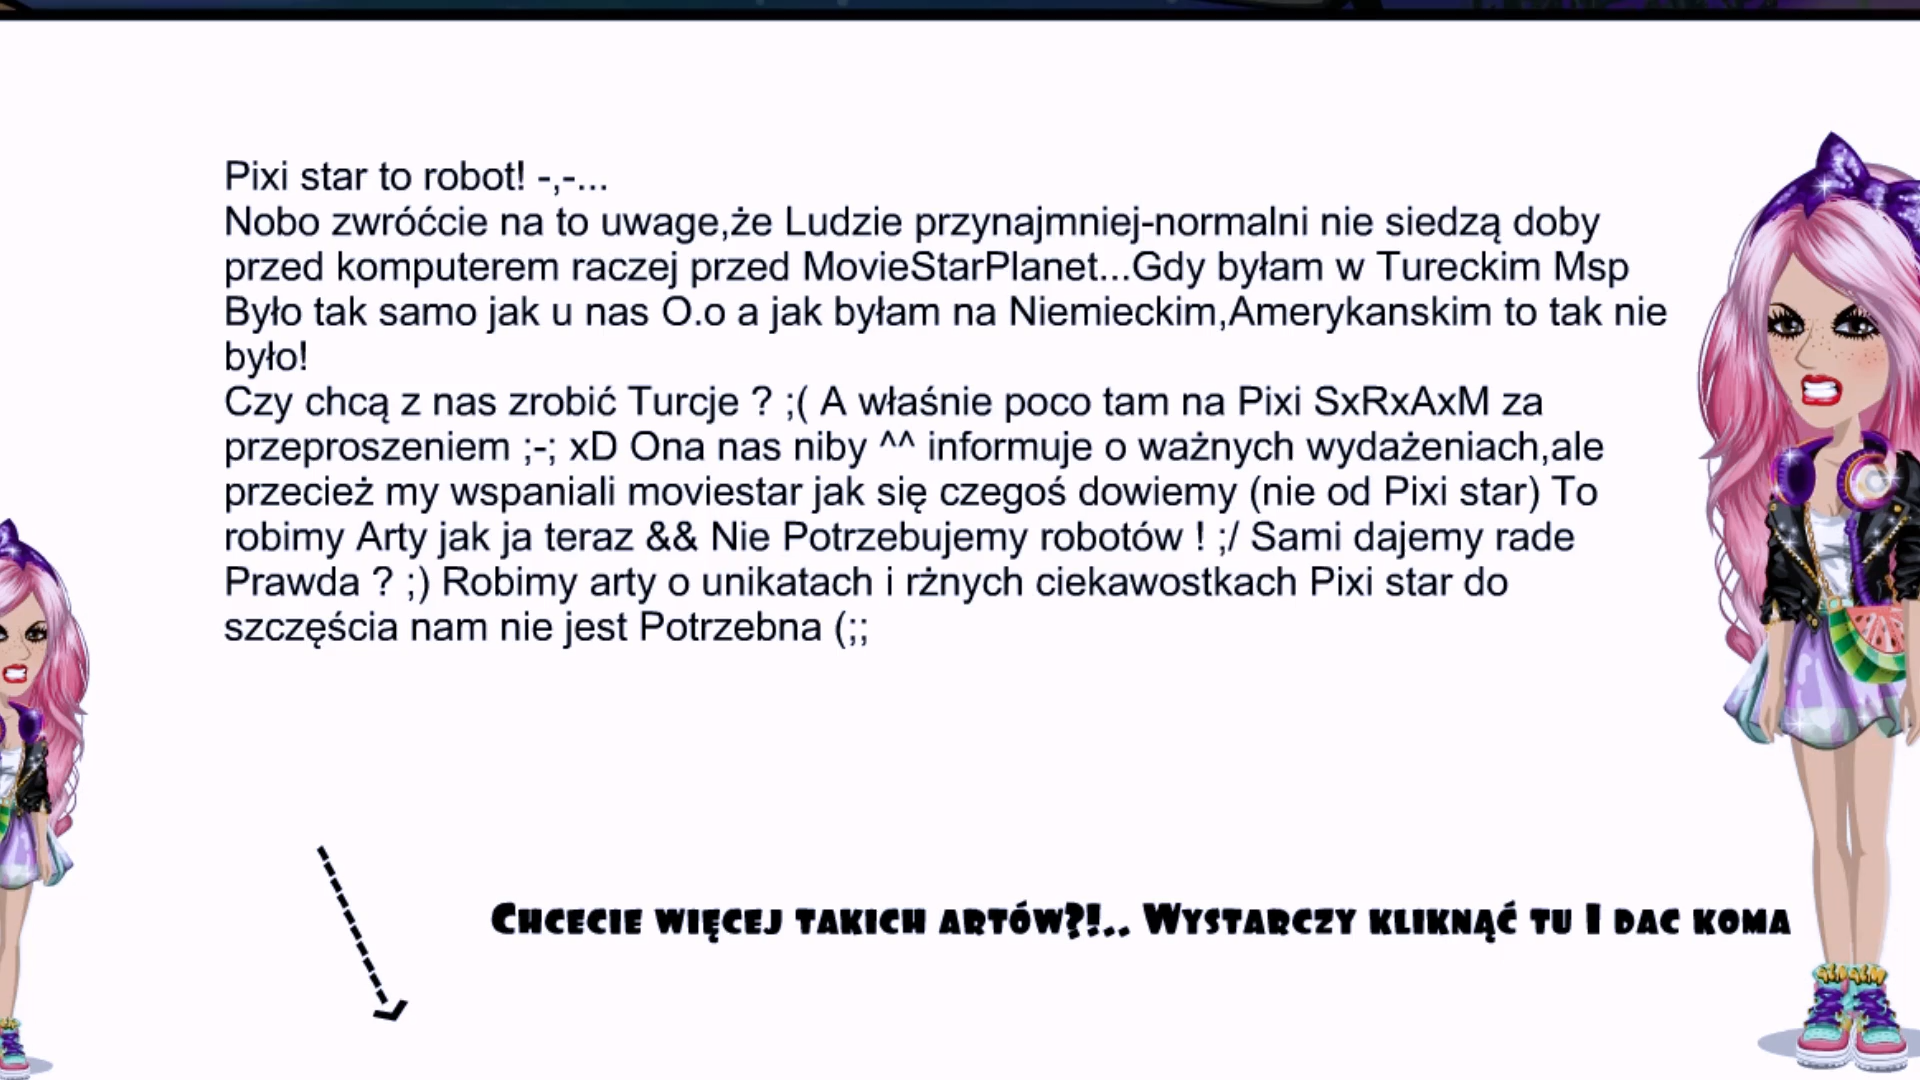 Pixi star to robot! -,-...
Nobo zwróćcie na to uwage,że Ludzie przynajmniej-normalni nie siedzą doby
przed komputerem raczej przed MovieStarPlanet...Gdy byłam w Tureckim Msp
Było tak samo jak u nas O.o a jak byłam na Niemieckim,Amerykanskim to tak nie
było!
Czy chcą z nas zrobić Turcje ? ;( A właśnie poco tam na Pixi SxRxAxM za
przeproszeniem ;-; xD Ona nas niby ^^ informuje o ważnych wydażeniach,ale
przecież my wspaniali moviestar jak się czegoś dowiemy (nie od Pixi star) To
robimy Arty jak ja teraz && Nie Potrzebujemy robotów ! ;/ Sami dajemy rade
Prawda ? ;) Robimy arty o unikatach i rżnych ciekawostkach Pixi star do
szczęścia nam nie jest Potrzebna (;;
Chcecie więcej takich artów?!.. Wystarczy kliknąć tu I dac koma